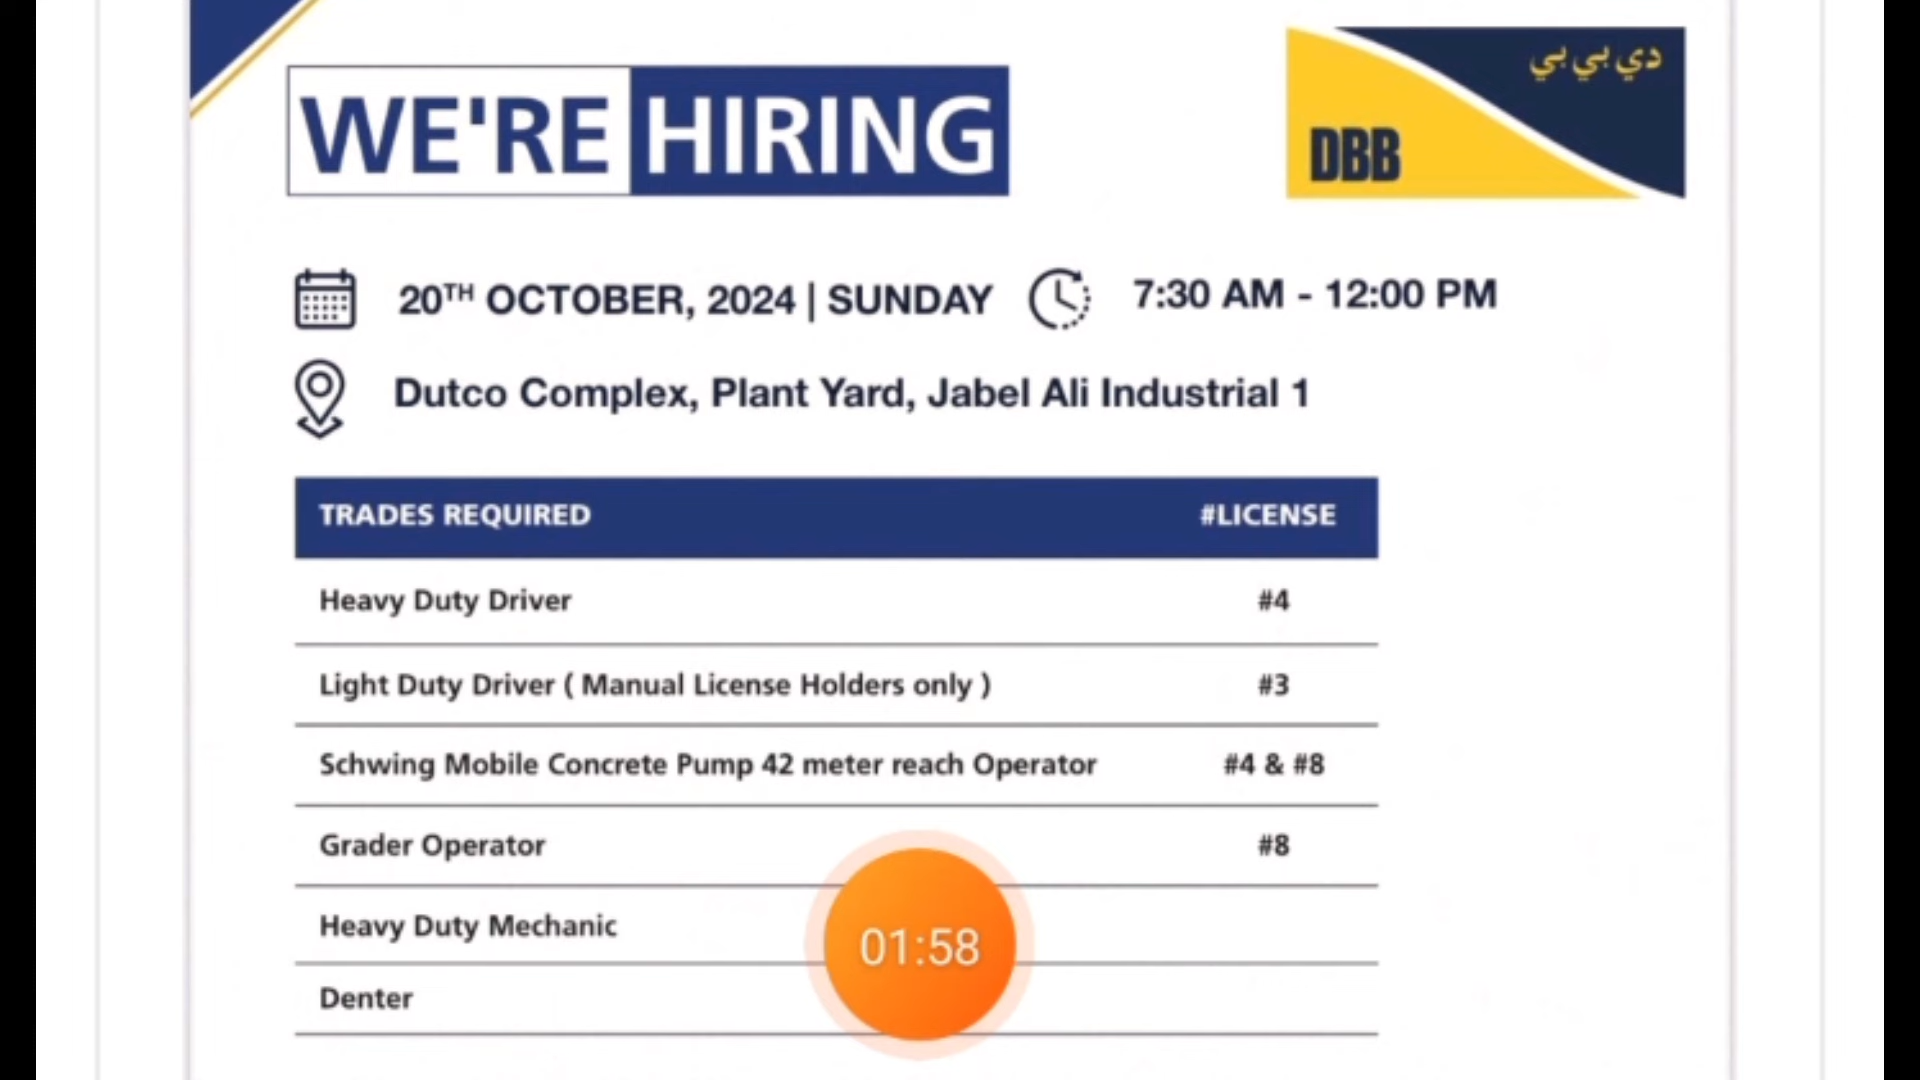 WE'RE HIRING
دي بي بي
DBB
20TH OCTOBER, 2024 | SUNDAY 7:30 AM - 12:00 PM
Dutco Complex, Plant Yard, Jabel Ali Industrial 1
TRADES REQUIRED #LICENSE
Heavy Duty Driver #4
Light Duty Driver ( Manual License Holders only ) #3
Schwing Mobile Concrete Pump 42 meter reach Operator #4 & #8
Grader Operator #8
Heavy Duty Mechanic
01:58
Denter